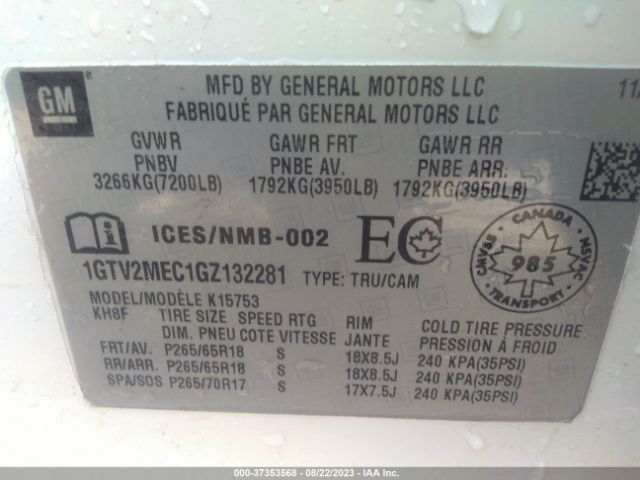 GM
MFD BY GENERAL MOTORS LLC
FABRIQUÉ PAR GENERAL MOTORS LLC
11/
GVWR GAWR FRT GAWR RR
PNBV PNBE AV. PNBE ARR:
3266KG(7200LB) 1792KG(3950LB) 1792KG(3950LB)
i ICES/NMB-002 EC
CANADA
CMVSS NSVAC
985
TRANSPORT
1GTV2MEC1GZ132281 TYPE: TRU/CAM
MODEL/MODÈLE K15753
KH8F TIRE SIZE SPEED RTG RIM COLD TIRE PRESSURE
DIM. PNEU COTE VITESSE JANTE PRESSION À FROID
FRT/AV. P265/65R18 S 18X8.5J 240 KPA(35PSI)
RR/ARR. P265/65R18 S 18X8.5J 240 KPA(35PSI)
SPA/SOS P265/70R17 S 17X7.5J 240 KPA(35PSI)
000-37353568 - 08/22/2023 - IAA Inc.